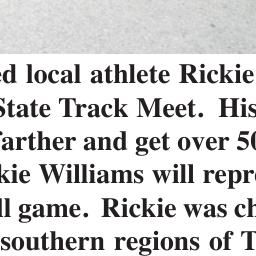 ed local athlete Rickie
State Track Meet. His
farther and get over 50
kie Williams will repr
ll game. Rickie was ch
southern regions of T